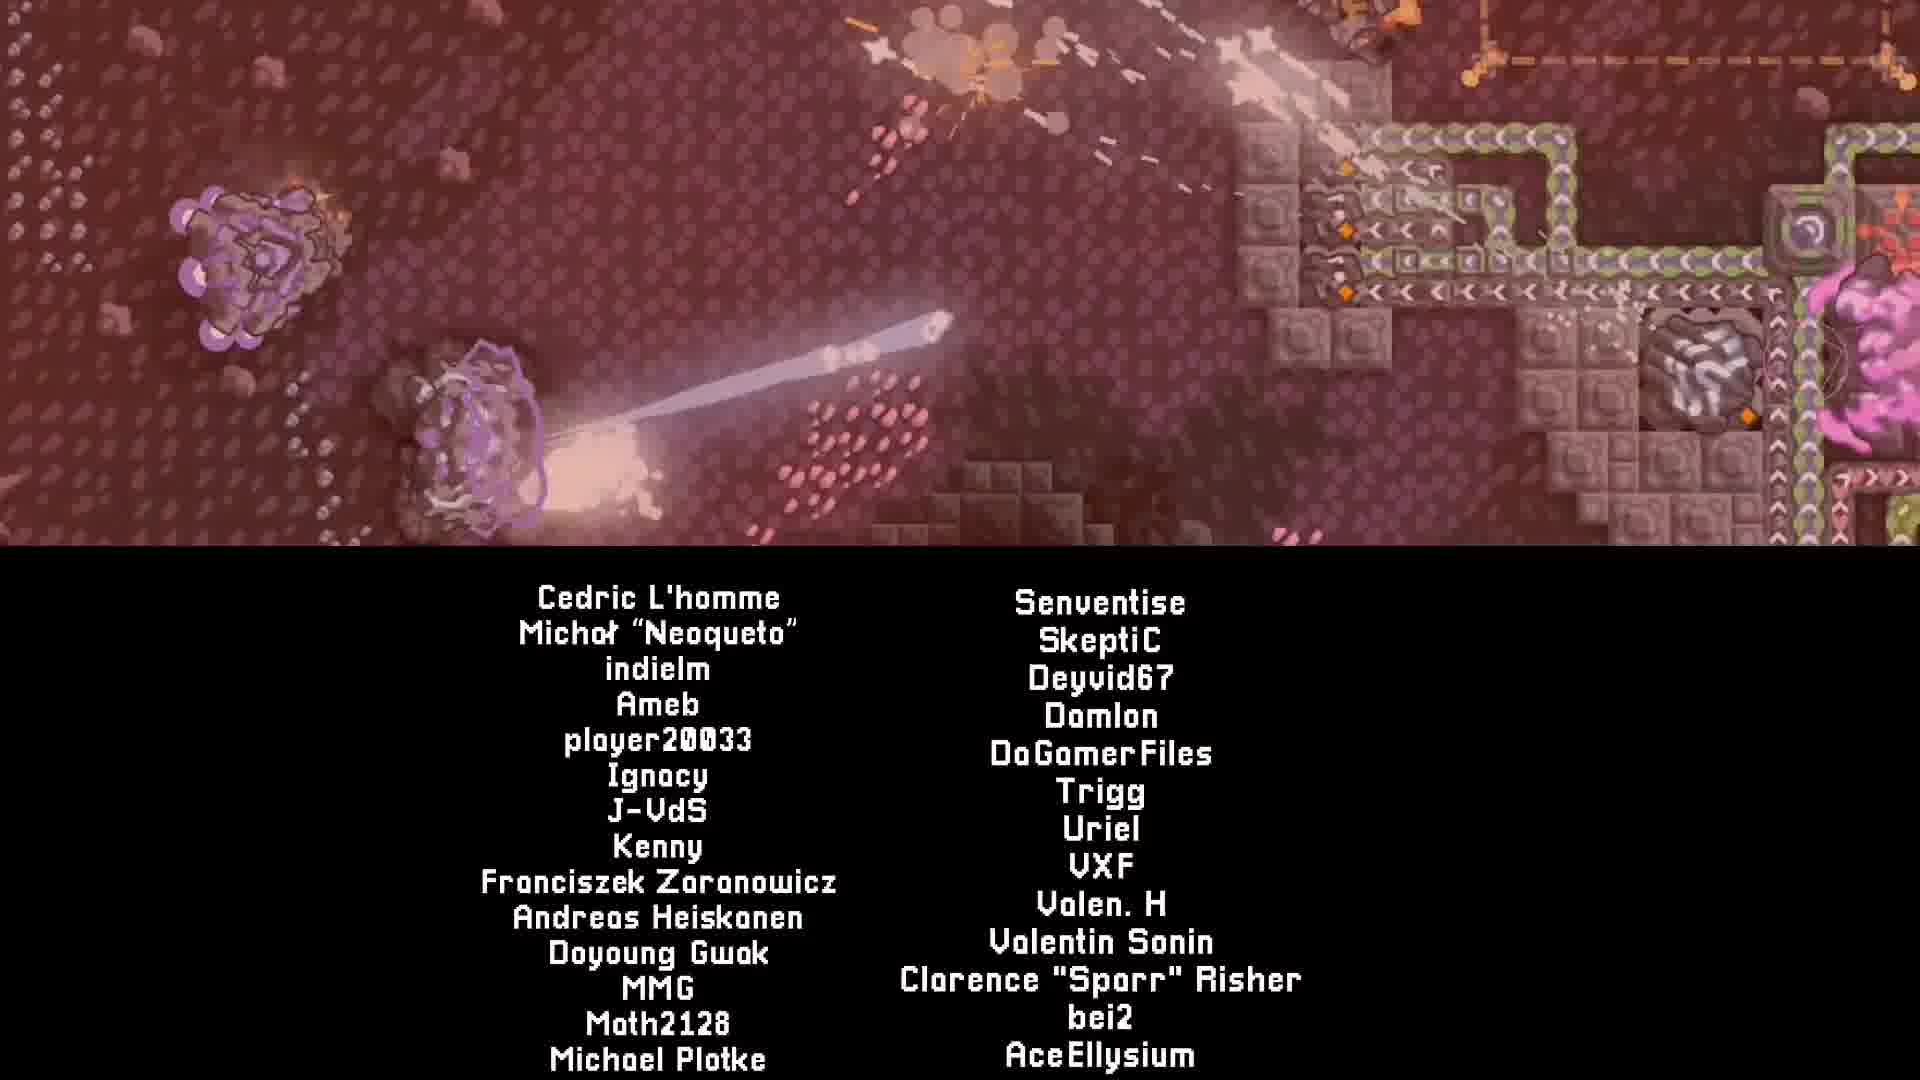 Cedric L'homme
Michał “Neoqueto”
indielm
Ameb
player20033
Ignacy
J-VdS
Kenny
Franciszek Zaranowicz
Andreas Heiskanen
Doyoung Gwak
MMG
Math2128
Michael Plotke
Senventise
SkeptiC
Deyvid67
Damlon
DaGamerFiles
Trigg
Uriel
VXF
Valen. H
Valentin Sonin
Clarence "Sparr" Risher
bei2
AceEllysium